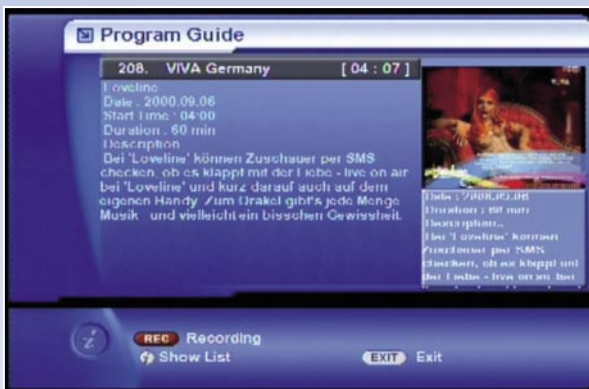 Program Guide
208. VIVA Germany [ 04 : 07 ]
Loveline
Date : 2000.09.06
Start Time : 04:00
Duration : 60 min
Description
Bei 'Loveline' können Zuschauer per SMS
checken, ob es klappt mit der Liebe - live on air
bei 'Loveline' und kurz darauf auch auf dem
eigenen Handy. Zum Orakel gibt's jede Menge
Musik und vielleicht ein bisschen Gewissheit.
Date : 2008.09.06
Duration : 60 min
Description..
Bei 'Loveline' können
Zuschauer per SMS
checken, ob es klappt mit
der Liebe - live on air bei
i
REC Recording
Show List
EXIT Exit